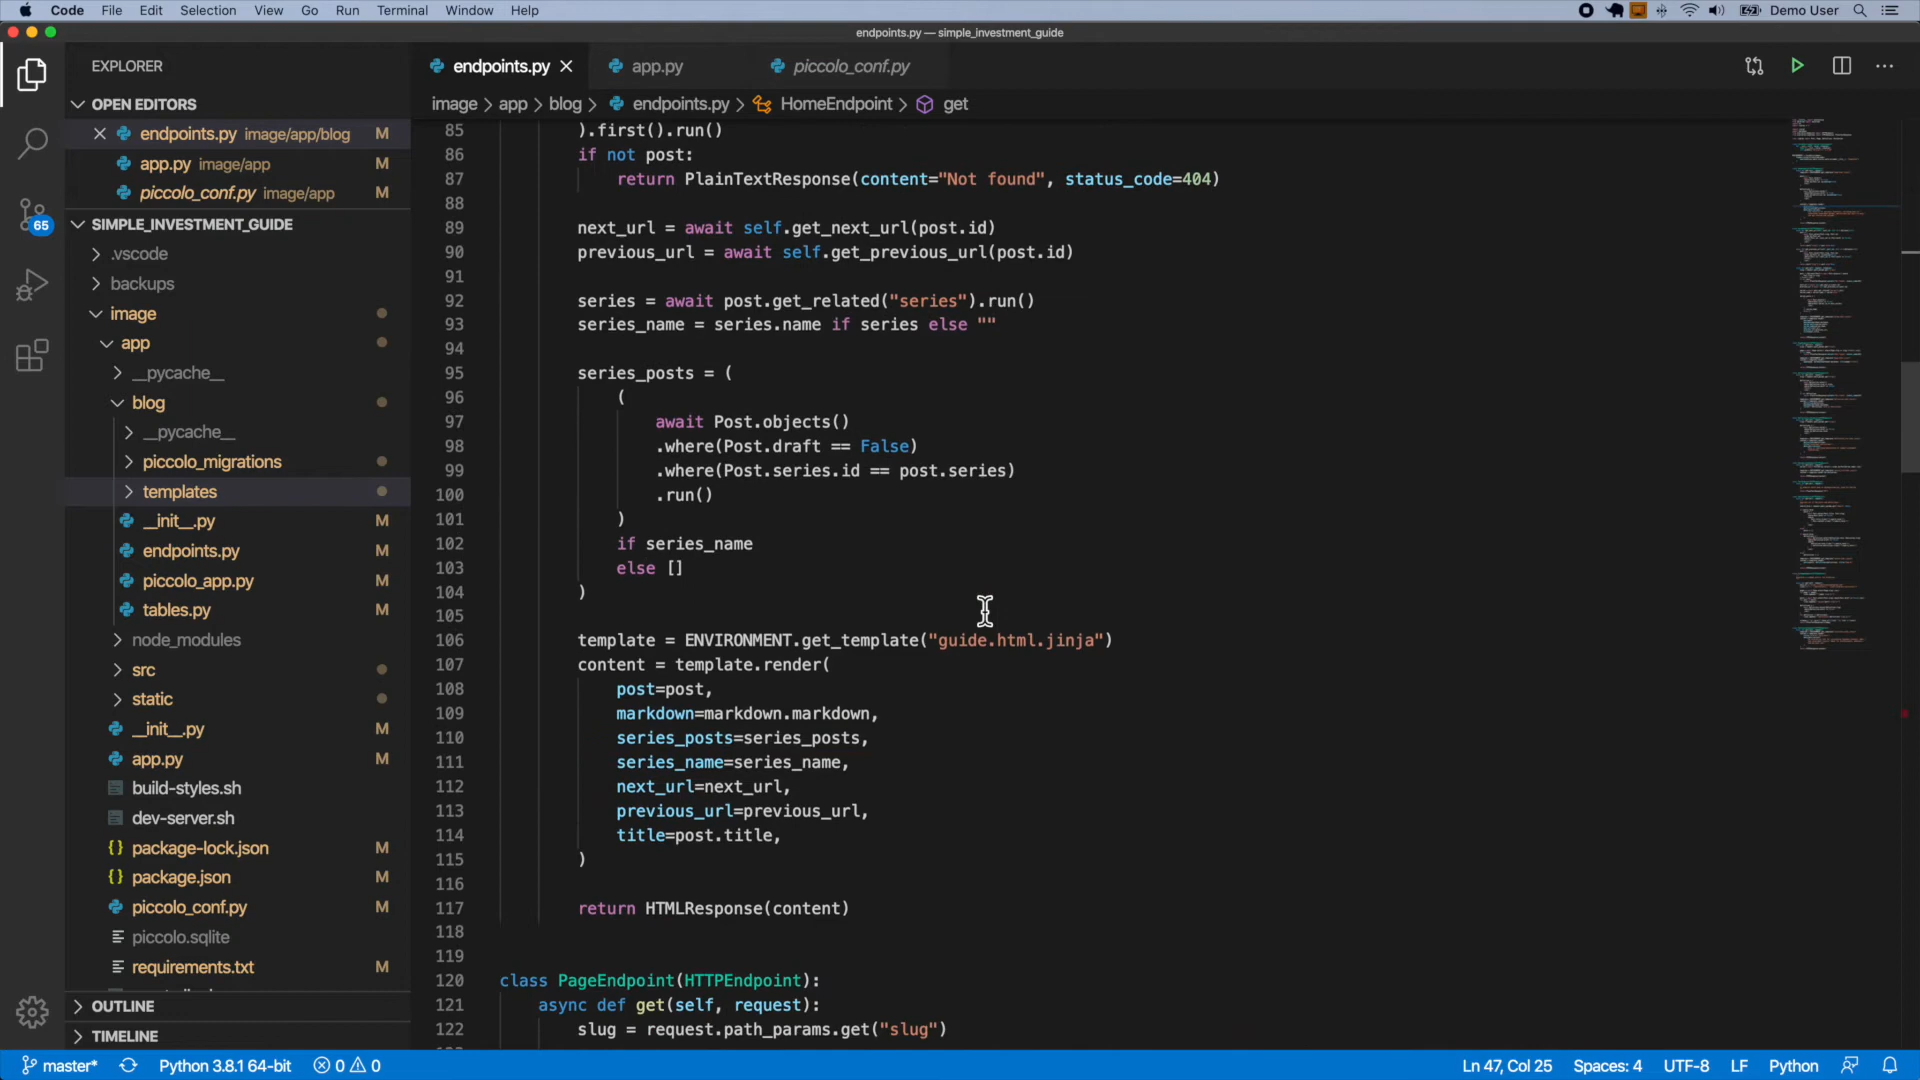 Code File Edit Selection View Go Run Terminal Window Help Demo User
endpoints.py — simple_investment_guide
EXPLORER
OPEN EDITORS
endpoints.py image/app/blog M
app.py image/app M
piccolo_conf.py image/app M
SIMPLE_INVESTMENT_GUIDE
.vscode
backups
image
app
__pycache__
blog
__pycache__
piccolo_migrations
templates
__init__.py M
endpoints.py M
piccolo_app.py M
tables.py M
node_modules
src
static
__init__.py M
app.py M
build-styles.sh
dev-server.sh
package-lock.json M
package.json M
piccolo_conf.py M
piccolo.sqlite
requirements.txt M
OUTLINE
TIMELINE
65
endpoints.py app.py piccolo_conf.py
image > app > blog > endpoints.py > HomeEndpoint > get
85 ).first().run()
86 if not post:
87 return PlainTextResponse(content="Not found", status_code=404)
88
89 next_url = await self.get_next_url(post.id)
90 previous_url = await self.get_previous_url(post.id)
91
92 series = await post.get_related("series").run()
93 series_name = series.name if series else ""
94
95 series_posts = (
96 (
97 await Post.objects()
98 .where(Post.draft == False)
99 .where(Post.series.id == post.series)
100 .run()
101 )
102 if series_name
103 else []
104 )
105
106 template = ENVIRONMENT.get_template("guide.html.jinja")
107 content = template.render(
108 post=post,
109 markdown=markdown.markdown,
110 series_posts=series_posts,
111 series_name=series_name,
112 next_url=next_url,
113 previous_url=previous_url,
114 title=post.title,
115 )
116
117 return HTMLResponse(content)
118
119
120 class PageEndpoint(HTTPEndpoint):
121 async def get(self, request):
122 slug = request.path_params.get("slug")
master* Python 3.8.1 64-bit 0 0 Ln 47, Col 25 Spaces: 4 UTF-8 LF Python